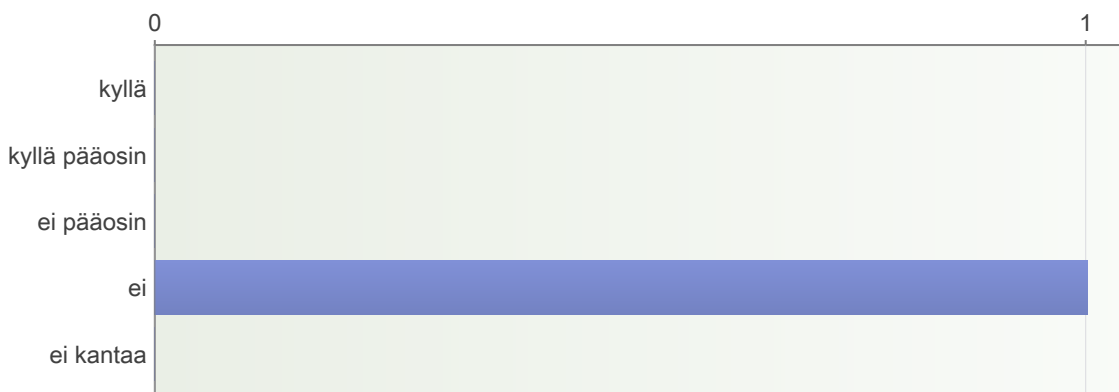 0 1
kyllä
kyllä pääosin
ei pääosin
ei
ei kantaa